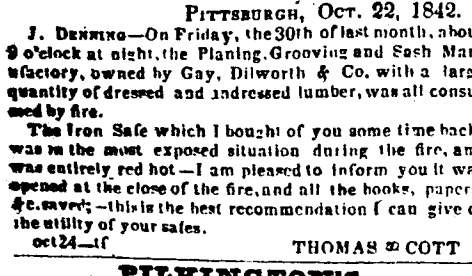 PITTSBURGH, OCT. 22, 1842.
J. DENNING—On Friday, the 30th of last month, abou
9 o'clock at night, the Planing, Grooving and Sash Man
ufactory, owned by Gay, Dilworth & Co. with a larg
quantity of dressed and undressed lumber, was all consu
med by fire.
The Iron Safe which I bought of you some time back
was in the most exposed situation during the fire, an
was entirely red hot—I am pleased to inform you it wa
opened at the close of the fire, and all the books, paper
&c. saved;—this is the best recommendation I can give o
the utility of your safes.
oct24—tf THOMAS SCOTT